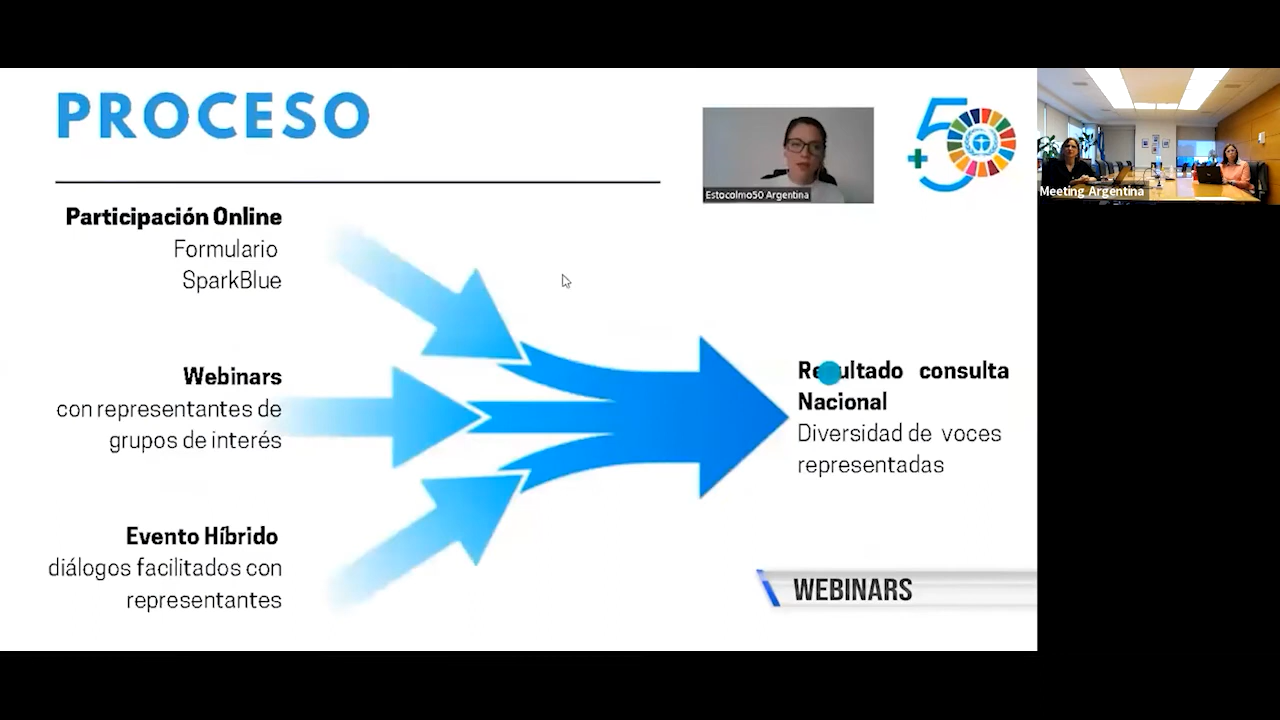 PROCESO
Estocolmo50 Argentina
5
+
Meeting Argentina
Participación Online
Formulario
SparkBlue
Webinars
con representantes de
grupos de interés
Evento Híbrido
diálogos facilitados con
representantes
Resultado consulta
Nacional
Diversidad de voces
representadas
WEBINARS